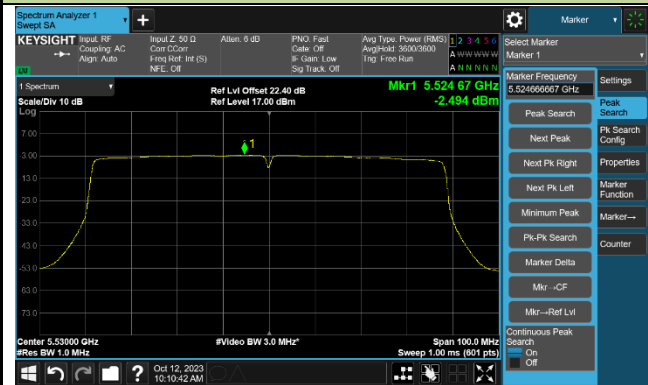 Spectrum Analyzer 1
Swept SA
+
Marker
KEYSIGHT
Input: RF
Coupling: AC
Align: Auto
Input Z: 50 Ω
Corr CCorr
Freq Ref: Int (S)
NFE: Off
Atten: 6 dB
PNO: Fast
Gate: Off
IF Gain: Low
Sig Track: Off
Avg Type: Power (RMS)
Avg|Hold: 3600/3600
Trig: Free Run
1 2 3 4 5 6
A W W W W W
A N N N N N
LXI
Select Marker
Marker 1
1 Spectrum
Scale/Div 10 dB
Log
Ref Lvl Offset 22.40 dB
Ref Level 17.00 dBm
Mkr1 5.524 67 GHz
-2.494 dBm
7.00
-3.00
-13.0
-23.0
-33.0
-43.0
-53.0
-63.0
-73.0
1
Center 5.53000 GHz
#Res BW 1.0 MHz
#Video BW 3.0 MHz*
Span 100.0 MHz
Sweep 1.00 ms (601 pts)
Marker Frequency
5.524666667 GHz
Peak Search
Next Peak
Next Pk Right
Next Pk Left
Minimum Peak
Pk-Pk Search
Marker Delta
Mkr→CF
Mkr→Ref Lvl
Continuous Peak
Search
On
Off
Settings
Peak
Search
Pk Search
Config
Properties
Marker
Function
Marker→
Counter
?
Oct 12, 2023
10:10:42 AM